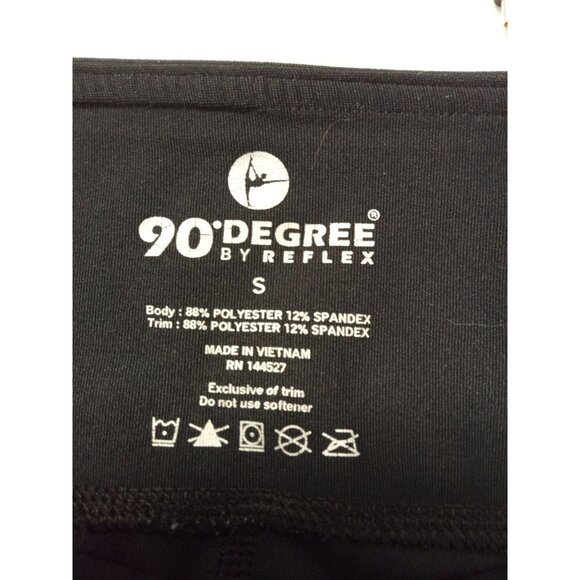 90°DEGREE®
BY REFLEX
S
Body : 88% POLYESTER 12% SPANDEX
Trim : 88% POLYESTER 12% SPANDEX
MADE IN VIETNAM
RN 144527
Exclusive of trim
Do not use softener